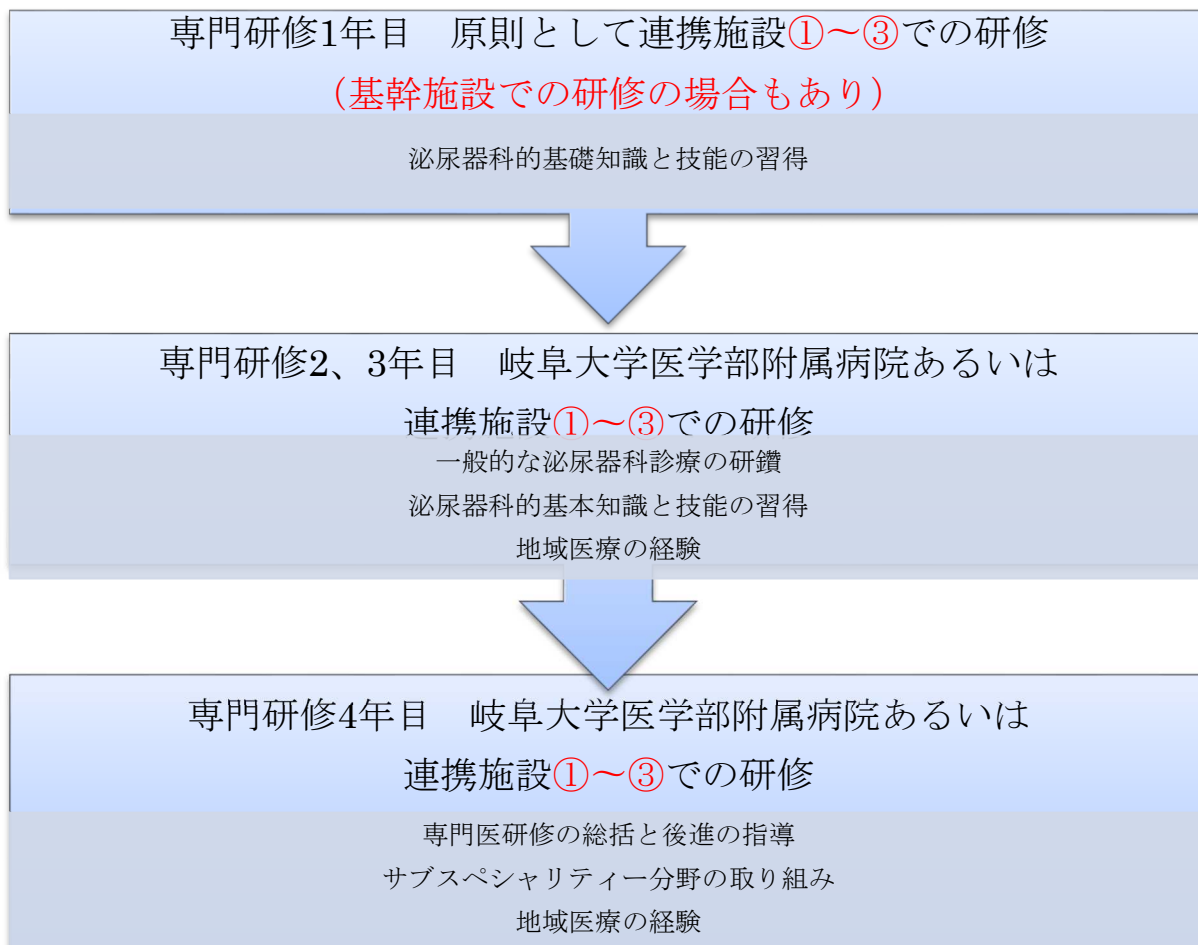 専門研修1年目　原則として連携施設①～③での研修
（基幹施設での研修の場合もあり）
泌尿器科的基礎知識と技能の習得
専門研修2、3年目　岐阜大学医学部附属病院あるいは
連携施設①～③での研修
一般的な泌尿器科診療の研鑽
泌尿器科的基本知識と技能の習得
地域医療の経験
専門研修4年目　岐阜大学医学部附属病院あるいは
連携施設①～③での研修
専門医研修の総括と後進の指導
サブスペシャリティー分野の取り組み
地域医療の経験